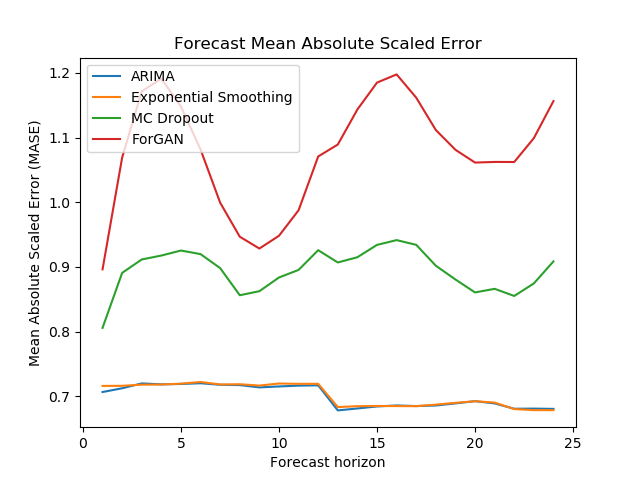 Forecast Mean Absolute Scaled Error
ARIMA
Exponential Smoothing
MC Dropout
ForGAN
Mean Absolute Scaled Error (MASE)
1.2
1.1
1.0
0.9
0.8
0.7
0
5
10
15
20
25
Forecast horizon